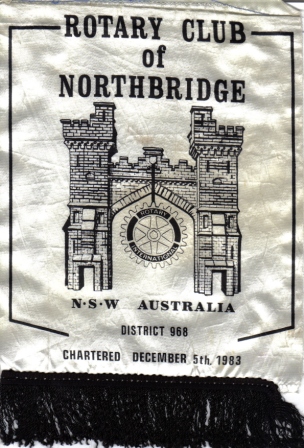 ROTARY CLUB
of
NORTHBRIDGE
ROTARY
INTERNATIONAL
N·S·W AUSTRALIA
DISTRICT 968
CHARTERED DECEMBER 5th, 1983